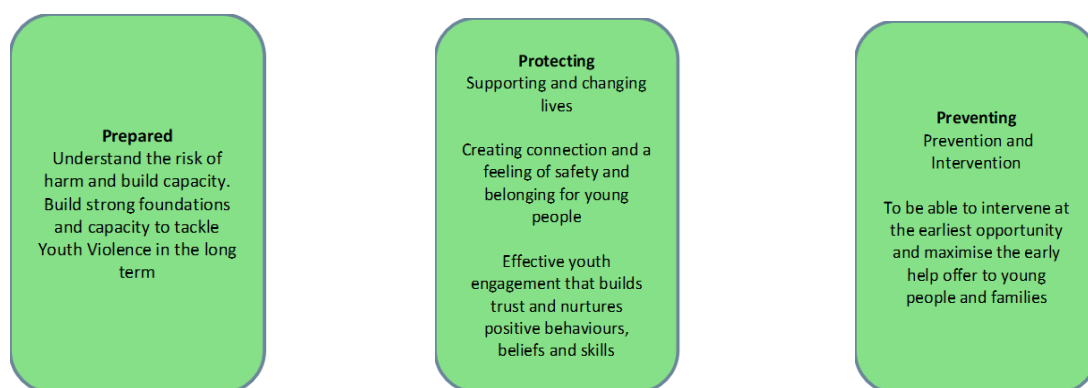 Prepared
Understand the risk of
harm and build capacity.
Build strong foundations
and capacity to tackle
Youth Violence in the long
term
Protecting
Supporting and changing
lives
Creating connection and a
feeling of safety and
belonging for young
people
Effective youth
engagement that builds
trust and nurtures
positive behaviours,
beliefs and skills
Preventing
Prevention and
Intervention
To be able to intervene at
the earliest opportunity
and maximise the early
help offer to young
people and families